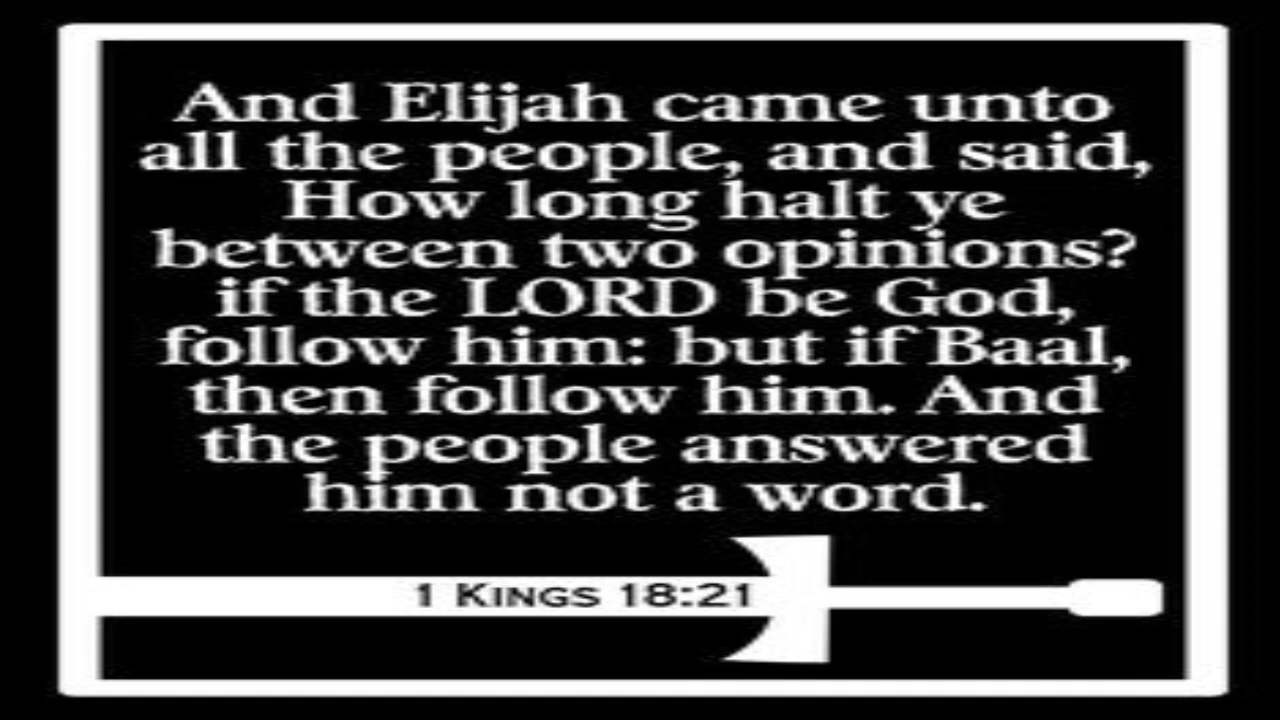 And Elijah came unto
all the people, and said,
How long halt ye
between two opinions?
if the LORD be God,
follow him: but if Baal,
then follow him. And
the people answered
him not a word.
1 KINGS 18:21